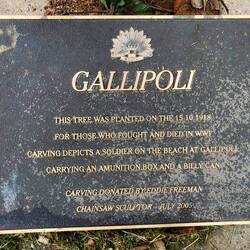 GALLIPOLI
THIS TREE WAS PLANTED ON THE 15.10.1918
FOR THOSE WHO FOUGHT AND DIED IN WWI
CARVING DEPICTS A SOLDIER ON THE BEACH AT GALLIPOLI
CARRYING AN AMUNITION BOX AND A BILLY CAN
CARVING DONATED BY EDDIE FREEMAN
CHAINSAW SCULPTOR - JULY 2005